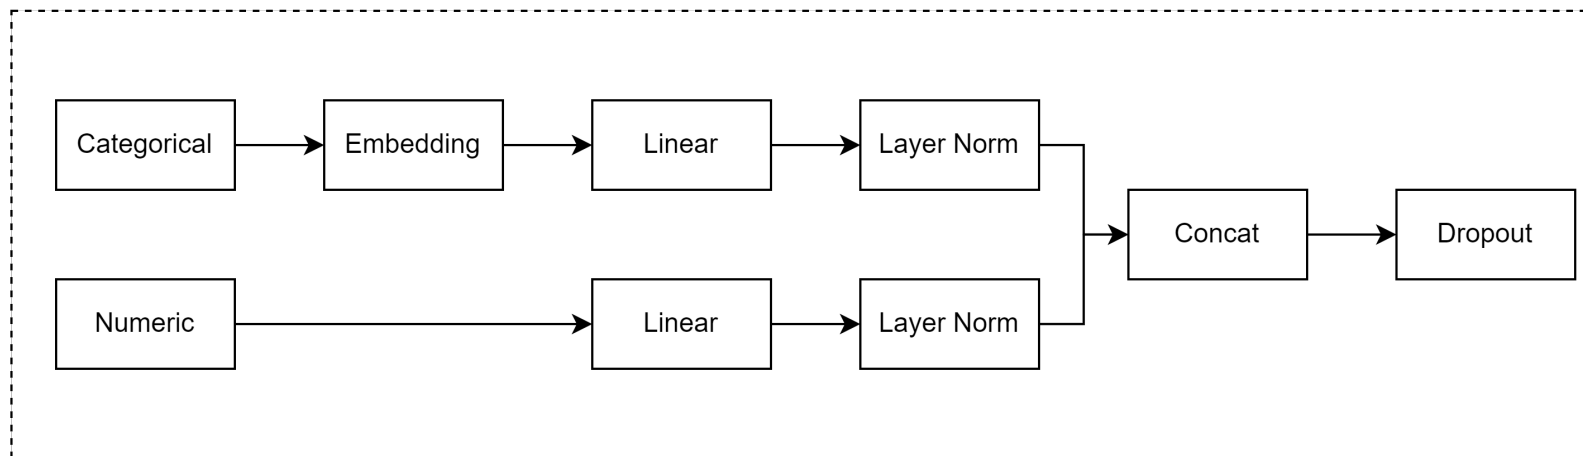 Categorical
Embedding
Linear
Layer Norm
Concat
Dropout
Numeric
Linear
Layer Norm